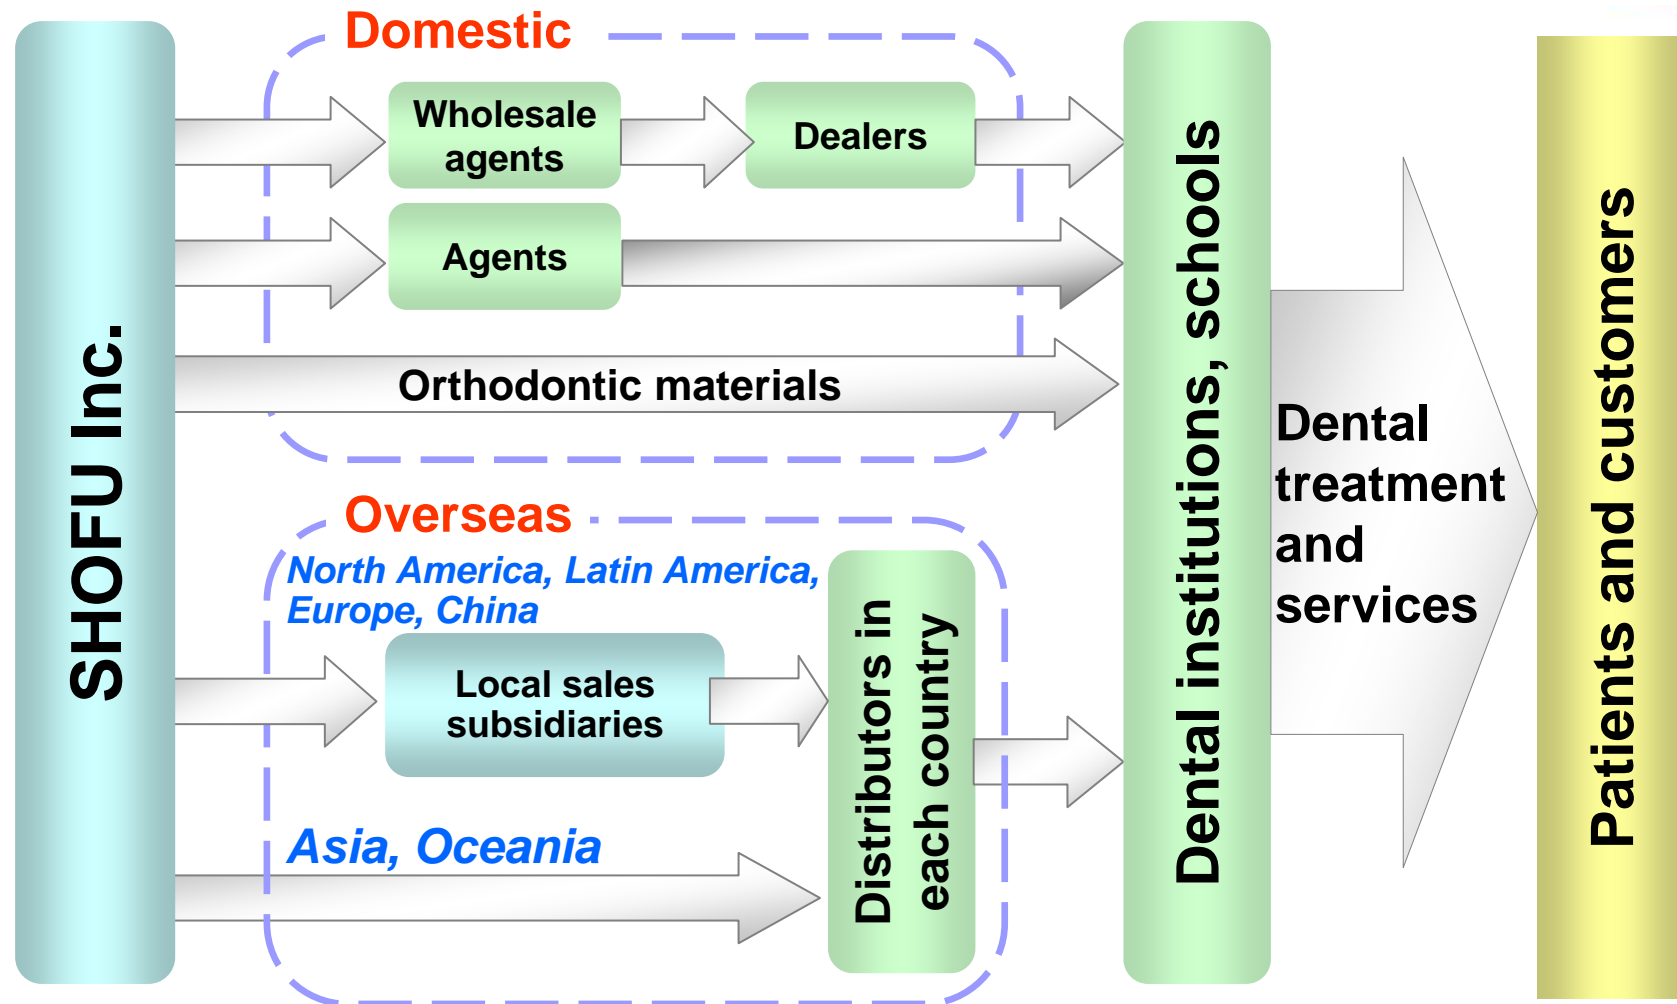 SHOFU Inc.
Domestic
Wholesale
agents
Dealers
Agents
Orthodontic materials
Overseas
North America, Latin America,
Europe, China
Local sales
subsidiaries
Asia, Oceania
Distributors in
each country
Dental institutions, schools
Dental
treatment
and
services
Patients and customers